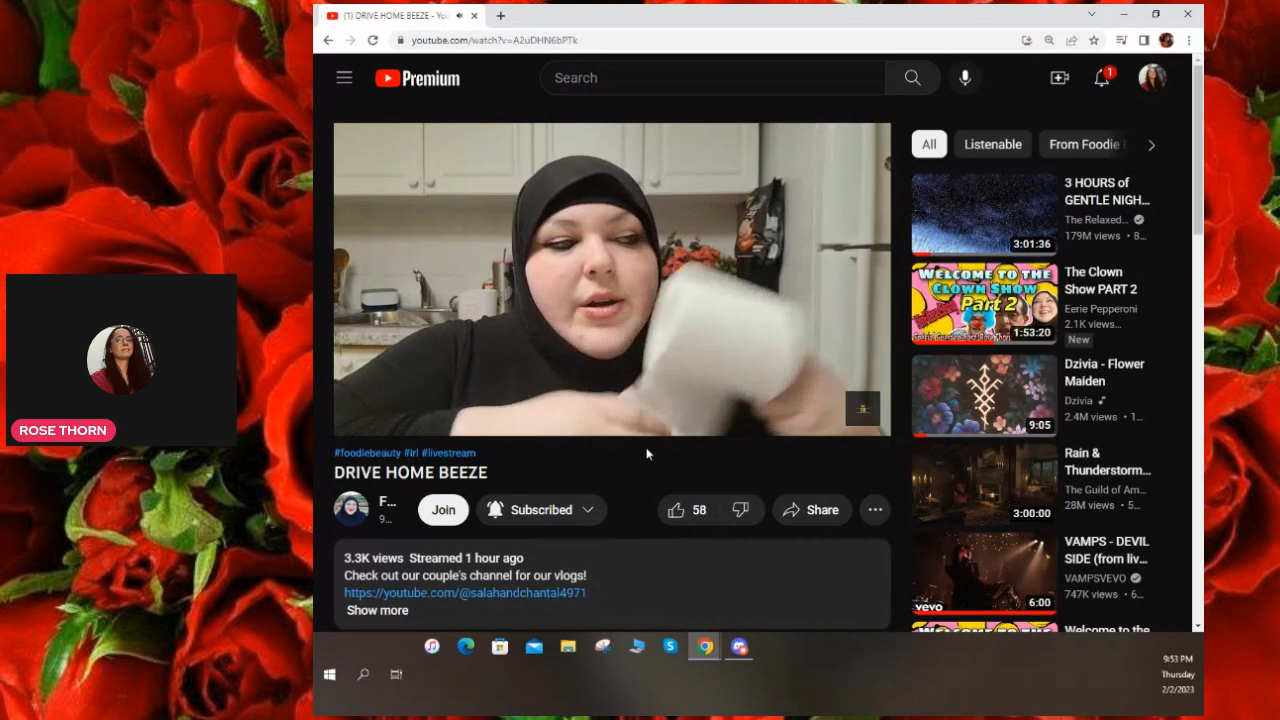 (1) DRIVE HOME BEEZE - You
youtube.com/watch?v=A2uDHN6bPTk
Premium
Search
1
All
Listenable
From Foodie
3 HOURS of
GENTLE NIGH...
The Relaxed...
179M views • 8...
3:01:36
WELCOME TO THE
CLOWN SHOW
Part 2
1:53:20
The Clown
Show PART 2
Eerie Pepperoni
2.1K views...
New
Dzivia - Flower
Maiden
Dzivia
2.4M views • 1...
9:05
ROSE THORN
#foodiebeauty #irl #livestream
DRIVE HOME BEEZE
F...
9...
Join
Subscribed
58
Share
Rain &
Thunderstorm...
The Guild of Am...
28M views • 5...
3:00:00
3.3K views Streamed 1 hour ago
Check out our couple's channel for our vlogs!
https://youtube.com/@salahandchantal4971
Show more
VAMPS - DEVIL
SIDE (from liv...
VAMPSVEVO
747K views • 6...
vevo
6:00
Welcome to the
9:53 PM
Thursday
2/2/2023